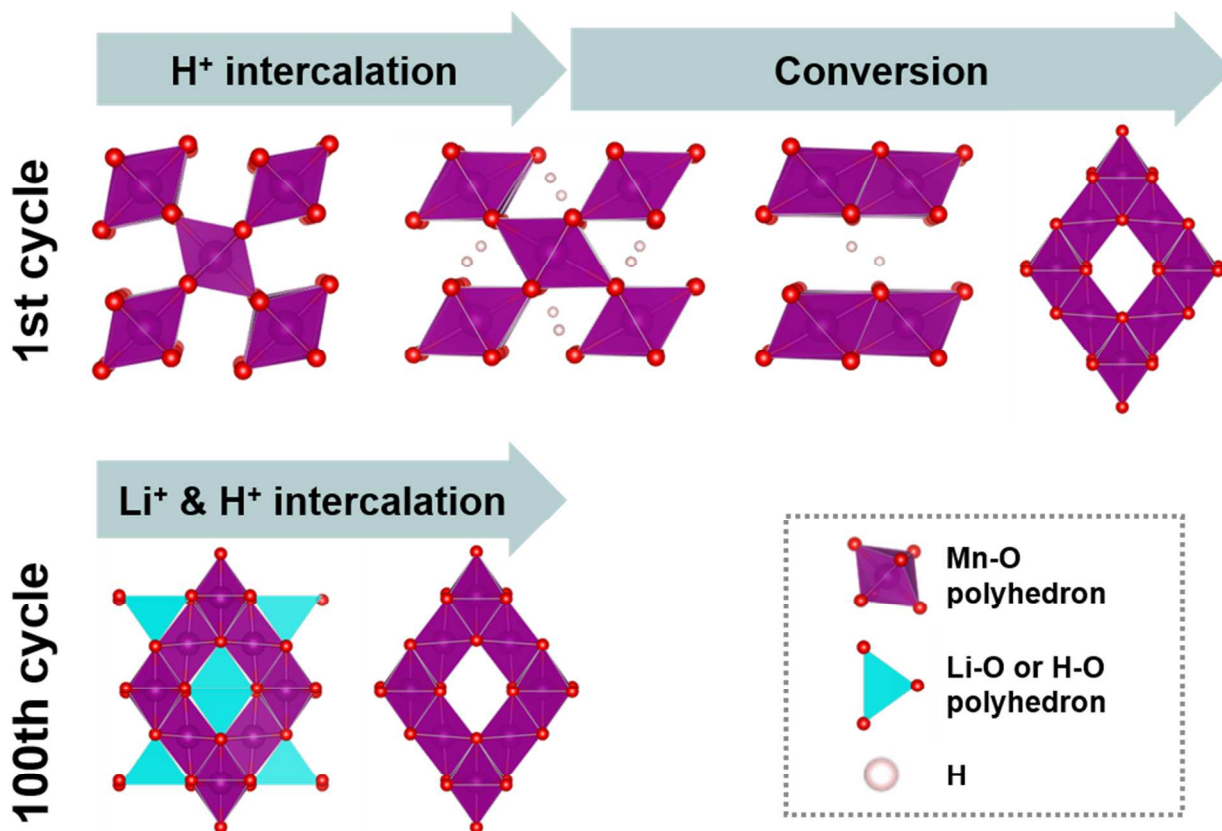 H⁺ intercalation
Conversion
1st cycle
Li⁺ & H⁺ intercalation
100th cycle
Mn-O
polyhedron
Li-O or H-O
polyhedron
H